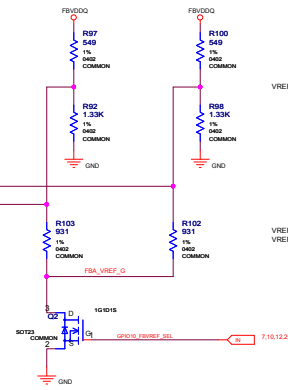 FBVDDQ
FBVDDQ
R97
549
1%
0402
COMMON
R100
549
1%
0402
COMMON
VREF
R92
1.33K
1%
0402
COMMON
R98
1.33K
1%
0402
COMMON
GND
GND
R103
931
1%
0402
COMMON
R102
931
1%
0402
COMMON
VREF
VREF
FBA_VREF_G
3
D
1G1D1S
Q2
SOT23
COMMON
G
1
S
2
GPIO10_FBVREF_SEL
IN
7,10,12,2
GND